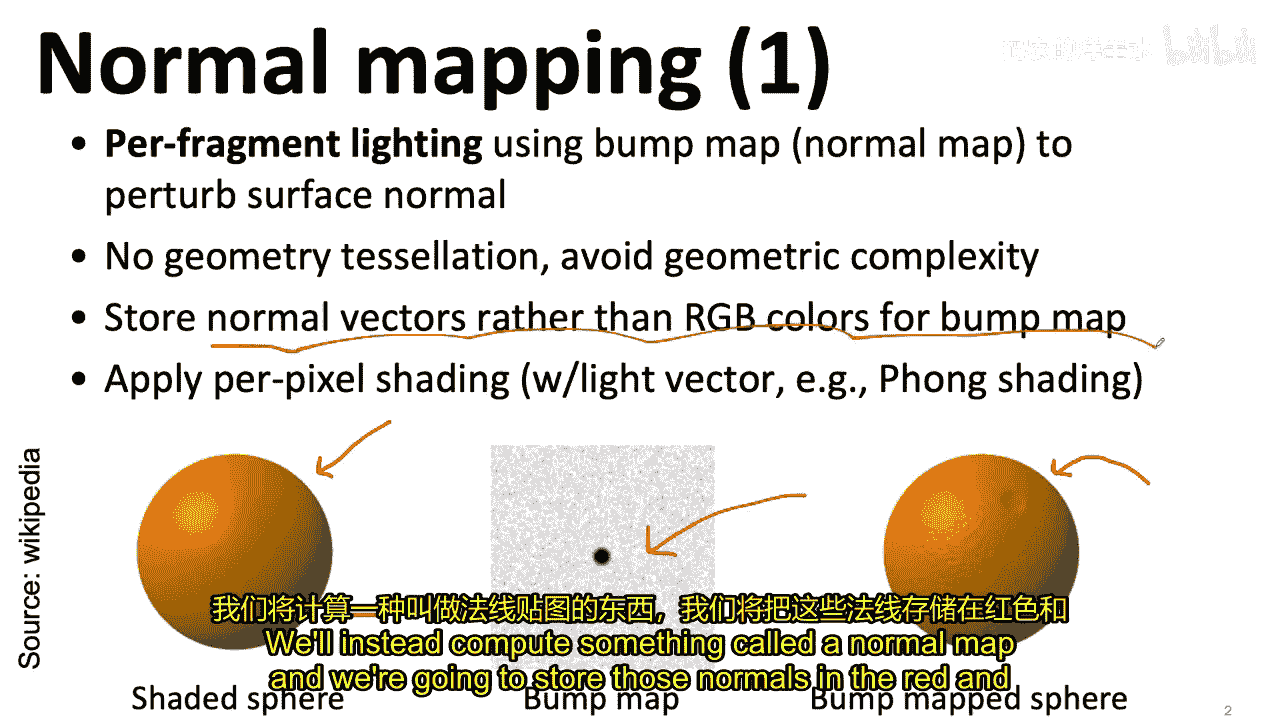 Normal mapping (1)
• Per-fragment lighting using bump map (normal map) to
perturb surface normal
• No geometry tessellation, avoid geometric complexity
• Store normal vectors rather than RGB colors for bump map
• Apply per-pixel shading (w/light vector, e.g., Phong shading)
Source: wikipedia
我们将计算一种叫做法线贴图的东西，我们将把这些法线存储在红色和
We'll instead compute something called a normal map
and we're going to store those normals in the red and
Shaded sphere
Bump map
Bump mapped sphere
2